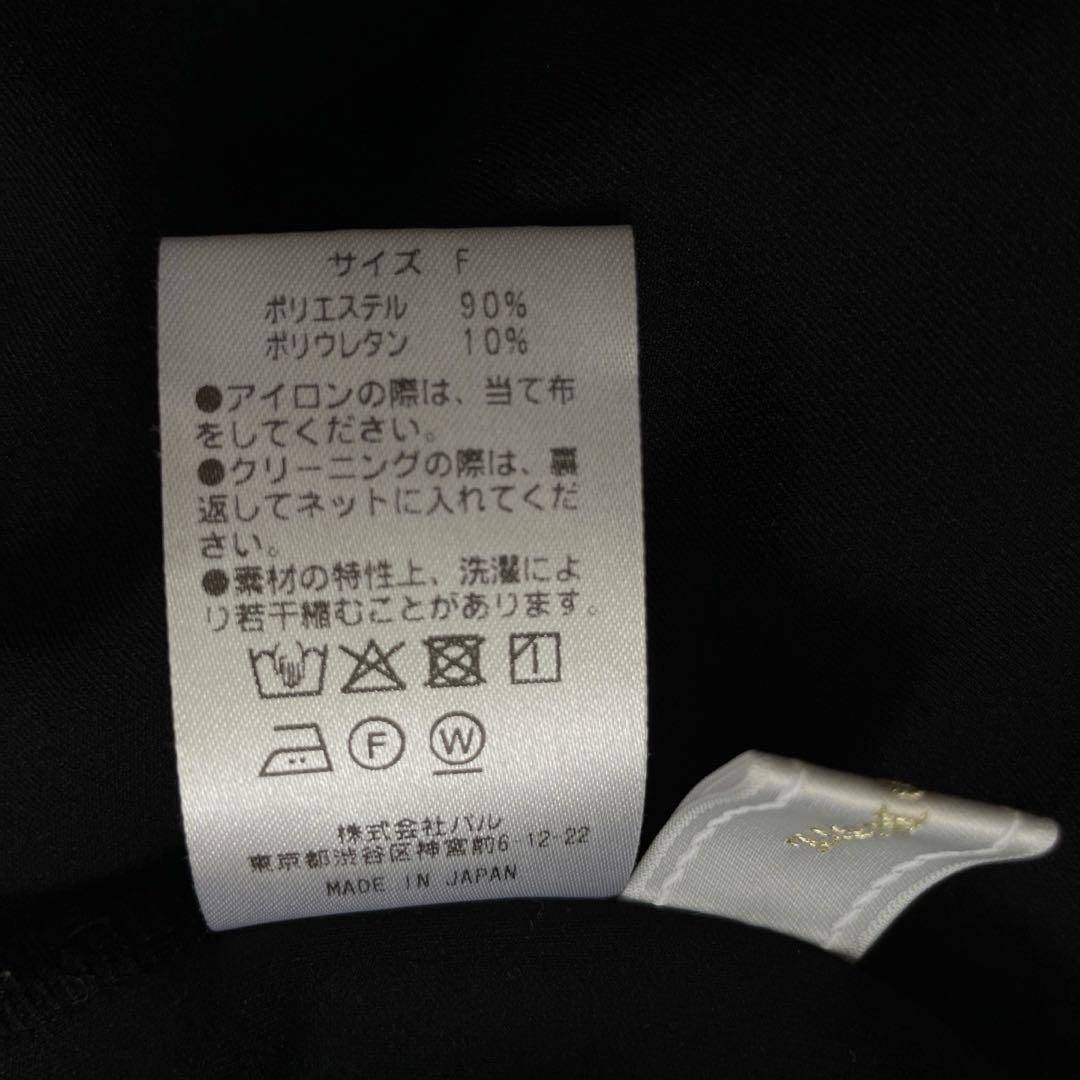 サイズ F
ポリエステル 90%
ポリウレタン 10%
●アイロンの際は、当て布
をしてください。
●クリーニングの際は、裏
返してネットに入れてくだ
さい。
●素材の特性上、洗濯によ
り若干縮むことがあります。
F W
株式会社パル
東京都渋谷区神宮前6-12-22
MADE IN JAPAN